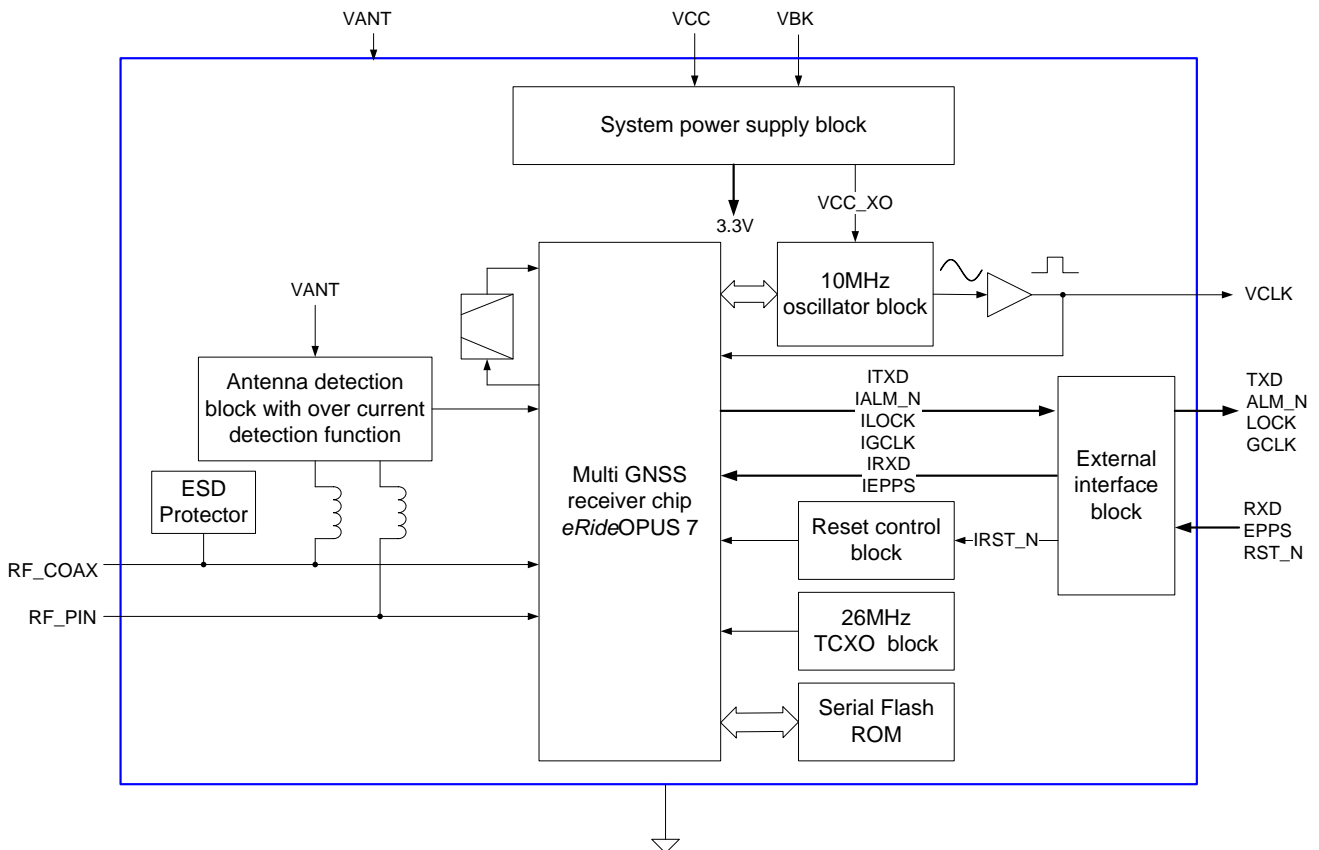 VANT
VCC
VBK
System power supply block
VCC_XO
3.3V
10MHz
oscillator block
VCLK
VANT
Antenna detection
block with over current
detection function
ESD
Protector
RF_COAX
RF_PIN
Multi GNSS
receiver chip
eRideOPUS 7
ITXD
IALM_N
ILOCK
IGCLK
IRXD
IEPPS
Reset control
block
IRST_N
26MHz
TCXO block
Serial Flash
ROM
External
interface
block
TXD
ALM_N
LOCK
GCLK
RXD
EPPS
RST_N